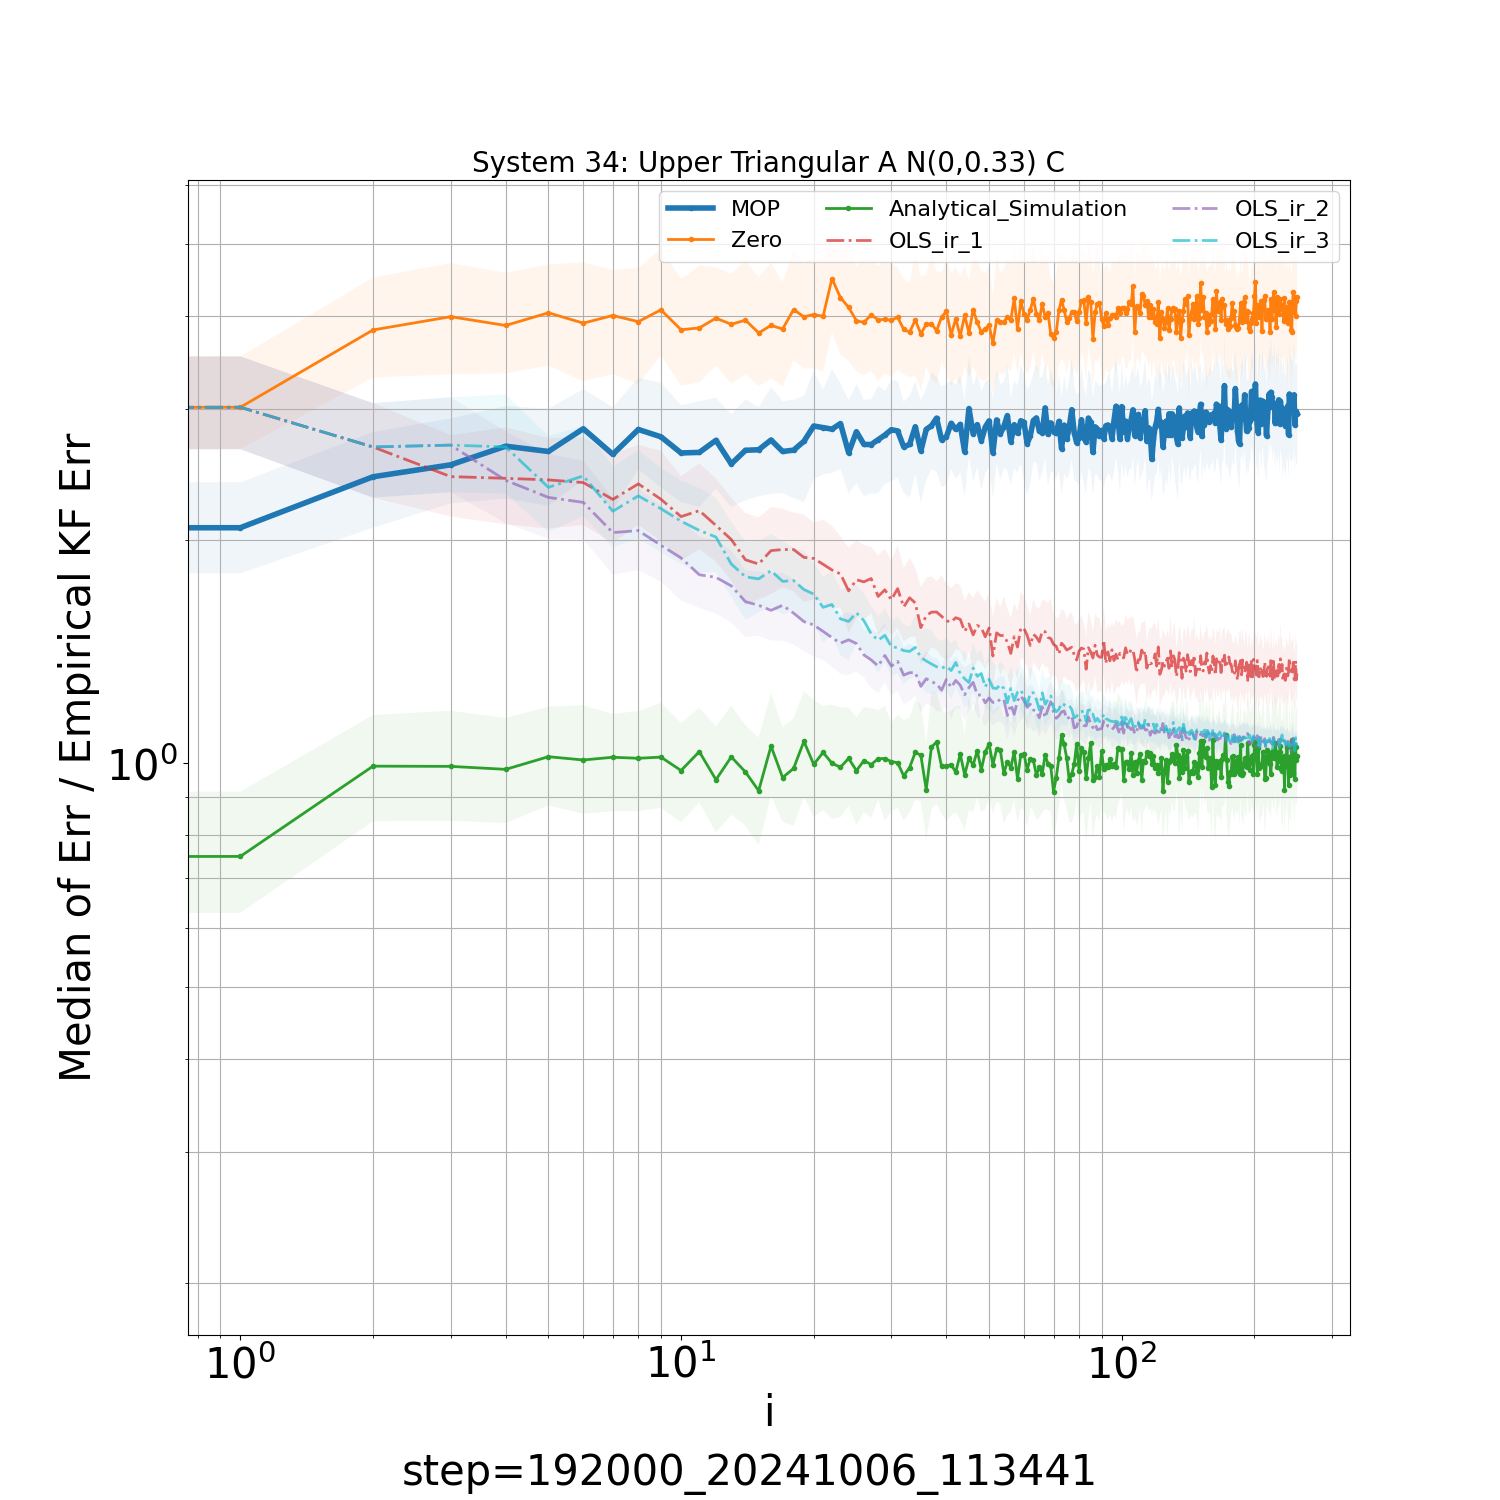 System 34: Upper Triangular A N(0,0.33) C
MOP
Zero
Analytical_Simulation
OLS_ir_1
OLS_ir_2
OLS_ir_3
Median of Err / Empirical KF Err
10⁰
10⁰
10¹
10²
i
step=192000_20241006_113441